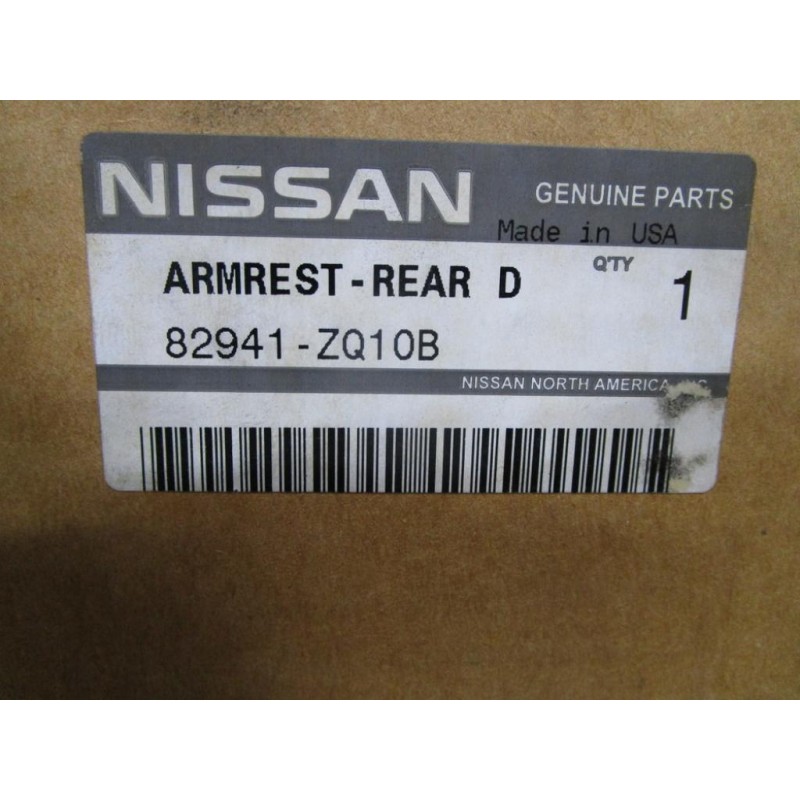 NISSAN
GENUINE PARTS
Made in USA
ARMREST-REAR D
Q'TY 1
82941-ZQ10B
NISSAN NORTH AMERICA